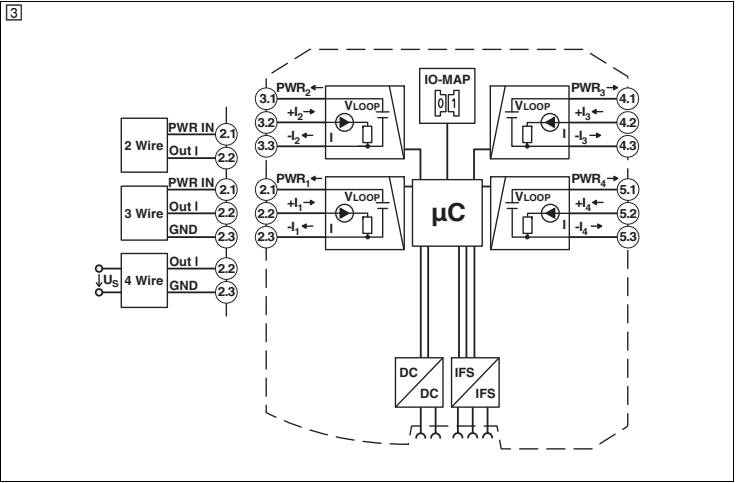 3
IO-MAP
0 1
2 Wire
PWR IN 2.1
Out I 2.2
3 Wire
PWR IN 2.1
Out I 2.2
GND 2.3
4 Wire
US
Out I 2.2
GND 2.3
3.1 PWR2
3.2 +I2
3.3 -I2
VLOOP
I
2.1 PWR1
2.2 +I1
2.3 -I1
VLOOP
I
µC
PWR3 4.1
+I3 4.2
-I3 4.3
VLOOP
I
PWR4 5.1
+I4 5.2
-I4 5.3
VLOOP
I
DC
DC
IFS
IFS